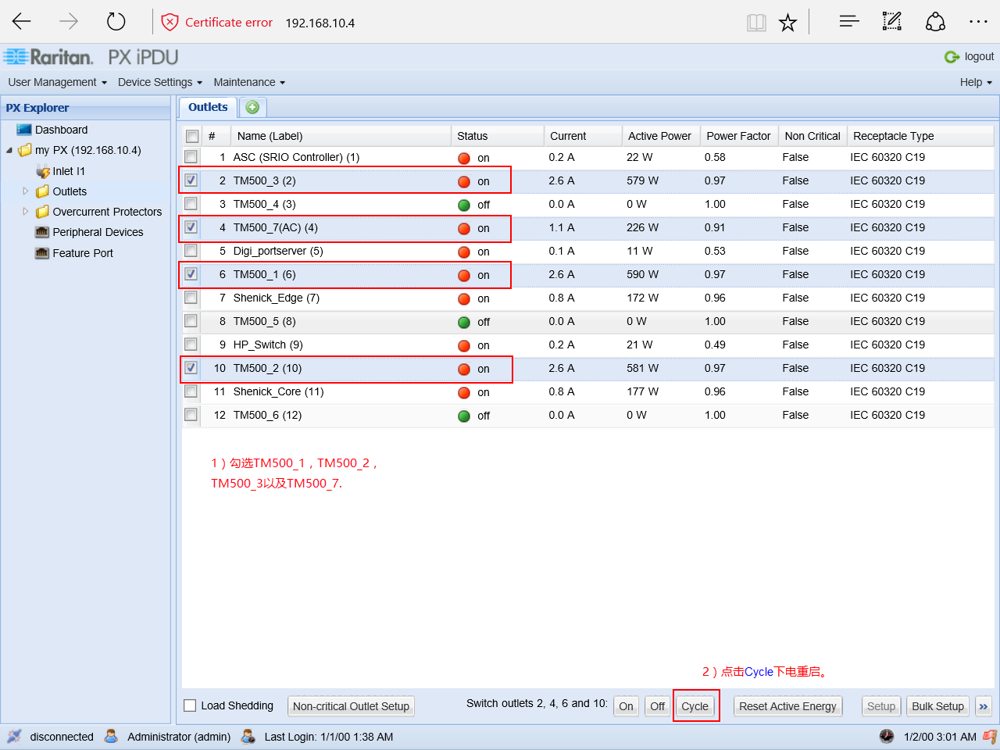 Certificate error 192.168.10.4
Raritan. PX iPDU logout
User Management Device Settings Maintenance Help
PX Explorer
Dashboard
my PX (192.168.10.4)
Inlet I1
Outlets
Overcurrent Protectors
Peripheral Devices
Feature Port
Outlets
# Name (Label) Status Current Active Power Power Factor Non Critical Receptacle Type
1 ASC (SRIO Controller) (1) on 0.2 A 22 W 0.58 False IEC 60320 C19
2 TM500_3 (2) on 2.6 A 579 W 0.97 False IEC 60320 C19
3 TM500_4 (3) off 0.0 A 0 W 1.00 False IEC 60320 C19
4 TM500_7(AC) (4) on 1.1 A 226 W 0.91 False IEC 60320 C19
5 Digi_portserver (5) on 0.1 A 11 W 0.53 False IEC 60320 C19
6 TM500_1 (6) on 2.6 A 590 W 0.97 False IEC 60320 C19
7 Shenick_Edge (7) on 0.8 A 172 W 0.96 False IEC 60320 C19
8 TM500_5 (8) off 0.0 A 0 W 1.00 False IEC 60320 C19
9 HP_Switch (9) on 0.2 A 21 W 0.49 False IEC 60320 C19
10 TM500_2 (10) on 2.6 A 581 W 0.97 False IEC 60320 C19
11 Shenick_Core (11) on 0.8 A 177 W 0.96 False IEC 60320 C19
12 TM500_6 (12) off 0.0 A 0 W 1.00 False IEC 60320 C19
1）勾选TM500_1，TM500_2，
TM500_3以及TM500_7.
2）点击Cycle下电重启。
Load Shedding Non-critical Outlet Setup Switch outlets 2, 4, 6 and 10: On Off Cycle Reset Active Energy Setup Bulk Setup »
disconnected Administrator (admin) Last Login: 1/1/00 1:38 AM 1/2/00 3:01 AM